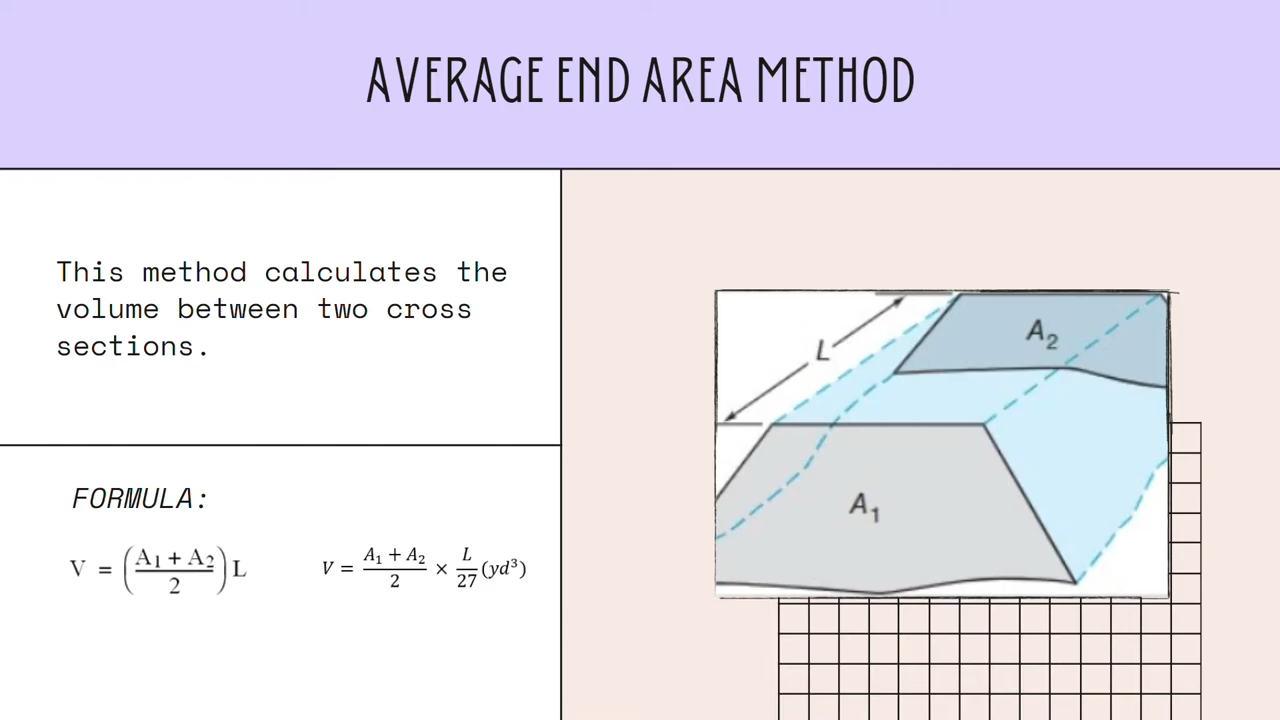 AVERAGE END AREA METHOD
This method calculates the
volume between two cross
sections.
FORMULA:
V = (A₁ + A₂ / 2) L
V = A₁ + A₂ / 2 × L / 27 (yd³)
L
A₂
A₁